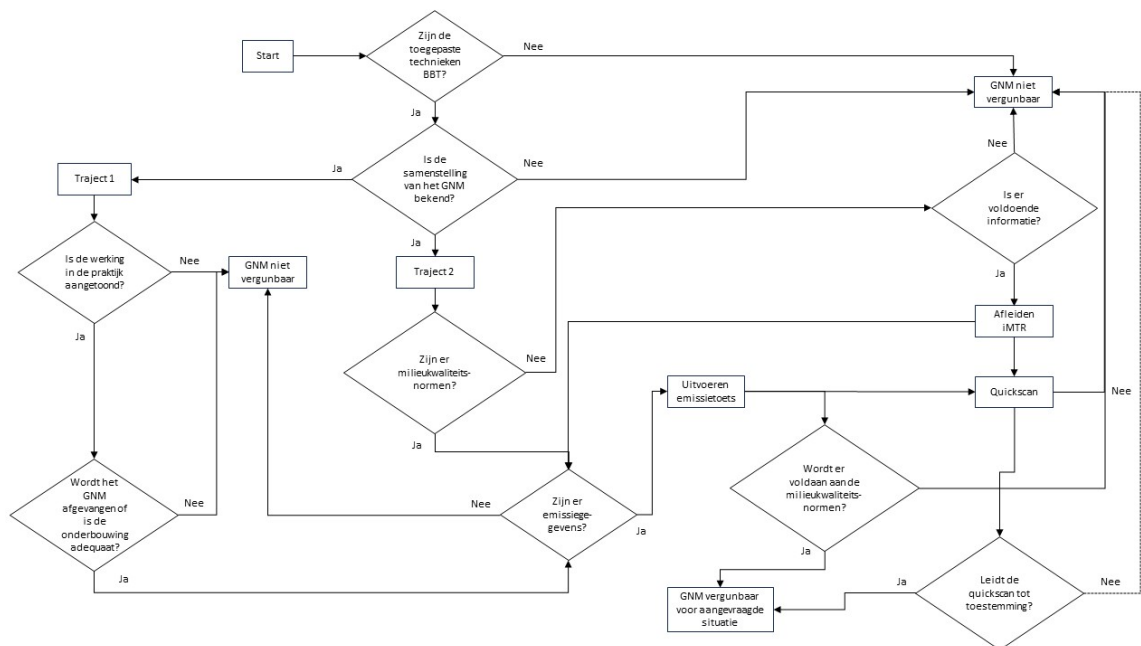 Start
Zijn de
toegepaste
technieken
BBT?
Nee
Ja
GNM niet
vergunbaar
Is de
samenstelling
van het GNM
bekend?
Ja
Nee
Ja
Traject 1
Is de werking
in de praktijk
aangetoond?
Nee
Ja
GNM niet
vergunbaar
Traject 2
Zijn er
milieukwaliteits-
normen?
Nee
Ja
Nee
Is er
voldoende
informatie?
Ja
Afleiden
iMTR
Uitvoeren
emissietoets
Quickscan
Nee
Wordt het
GNM
afgevangen of
is de
onderbouwing
adequaat?
Nee
Ja
Zijn er
emissiege-
gevens?
Nee
Ja
Wordt er
voldaan aan de
milieukwaliteits-
normen?
Ja
Leidt de
quickscan tot
toestemming?
Ja
Nee
GNM vergunbaar
voor aangevraagde
situatie